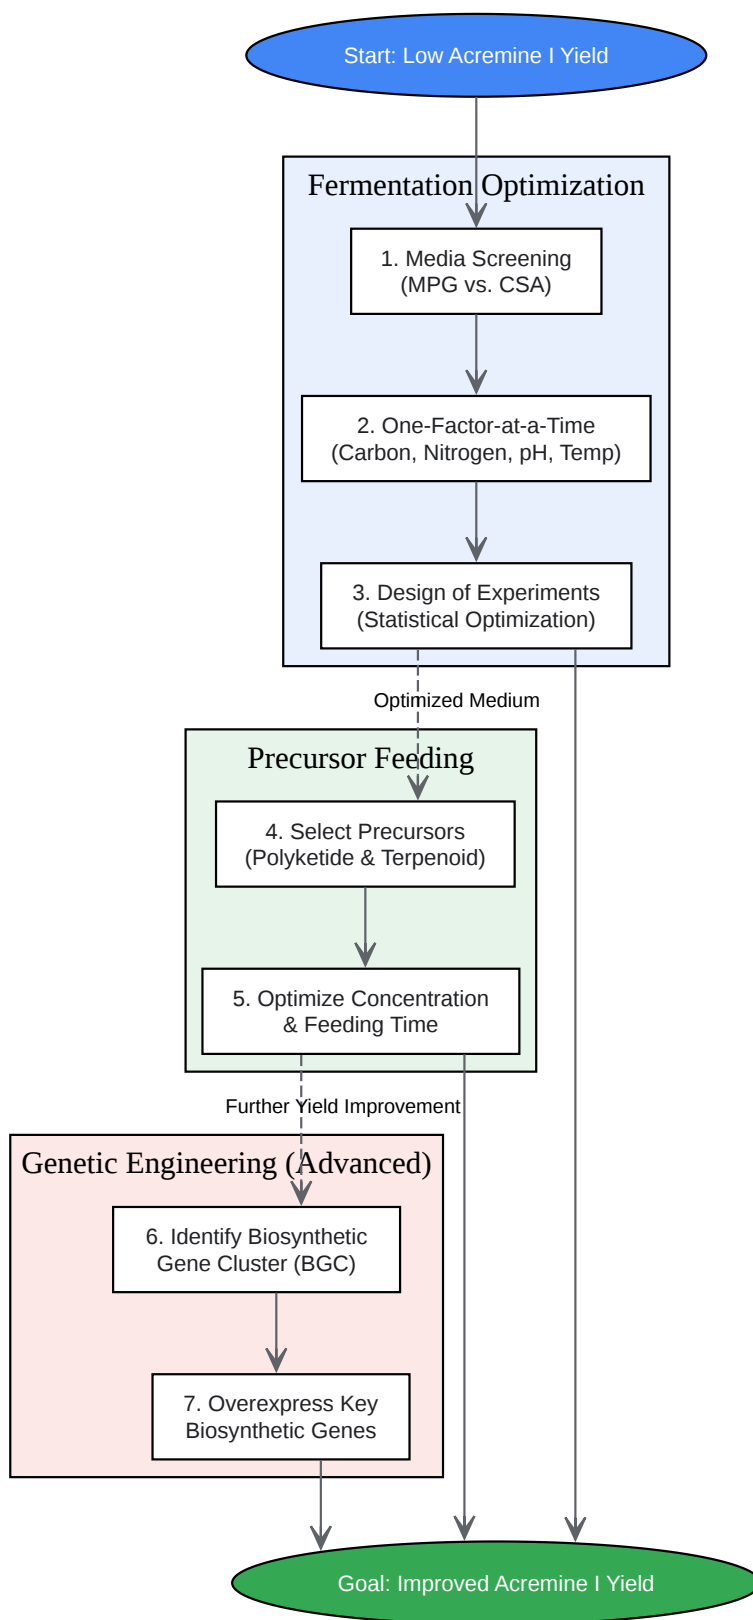 Start: Low Acremine I Yield
Fermentation Optimization
1. Media Screening
(MPG vs. CSA)
2. One-Factor-at-a-Time
(Carbon, Nitrogen, pH, Temp)
3. Design of Experiments
(Statistical Optimization)
Optimized Medium
Precursor Feeding
4. Select Precursors
(Polyketide & Terpenoid)
5. Optimize Concentration
& Feeding Time
Further Yield Improvement
Genetic Engineering (Advanced)
6. Identify Biosynthetic
Gene Cluster (BGC)
7. Overexpress Key
Biosynthetic Genes
Goal: Improved Acremine I Yield